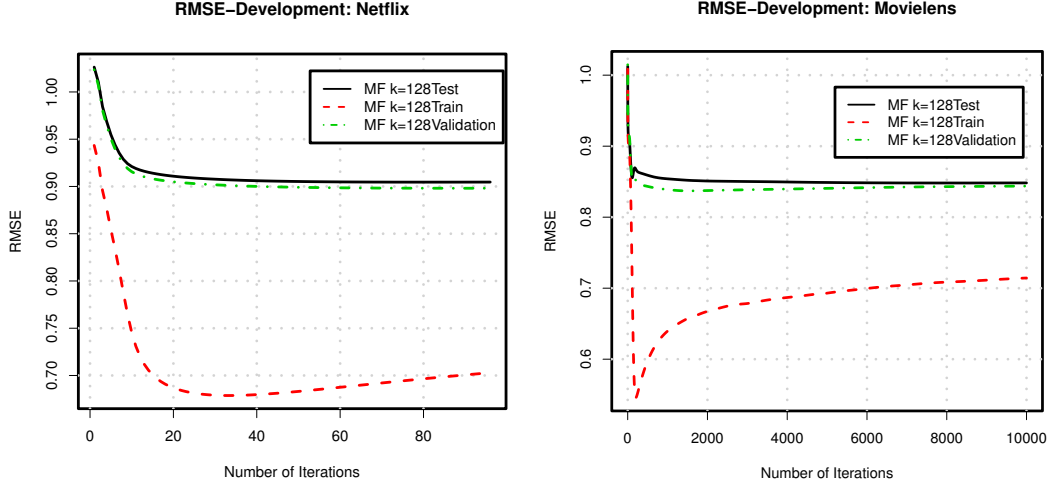 RMSE−Development: Netflix
RMSE
1.00
0.95
0.90
0.85
0.80
0.75
0.70
MF k=128Test
MF k=128Train
MF k=128Validation
0 20 40 60 80
Number of Iterations
RMSE−Development: Movielens
RMSE
1.0
0.9
0.8
0.7
0.6
MF k=128Test
MF k=128Train
MF k=128Validation
0 2000 4000 6000 8000 10000
Number of Iterations